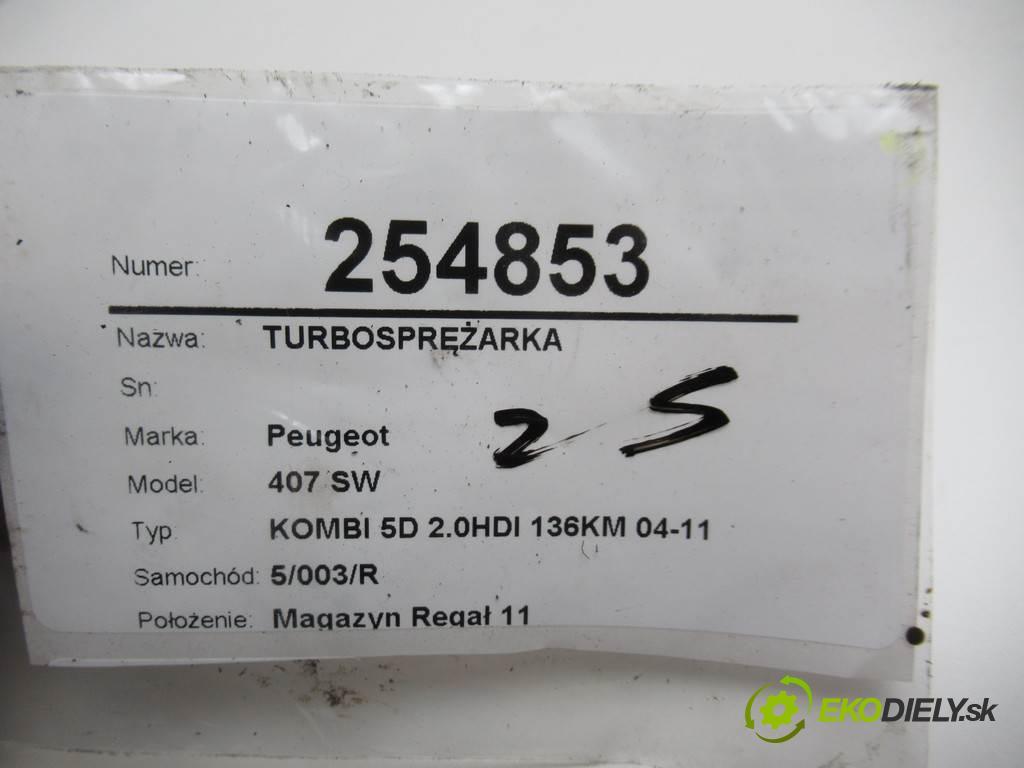 Numer: 254853
Nazwa: TURBOSPRĘŻARKA
Sn:
2 S
Marka: Peugeot
Model: 407 SW
Typ: KOMBI 5D 2.0HDI 136KM 04-11
Samochód: 5/003/R
Położenie: Magazyn Regał 11
EKODIELY.sk